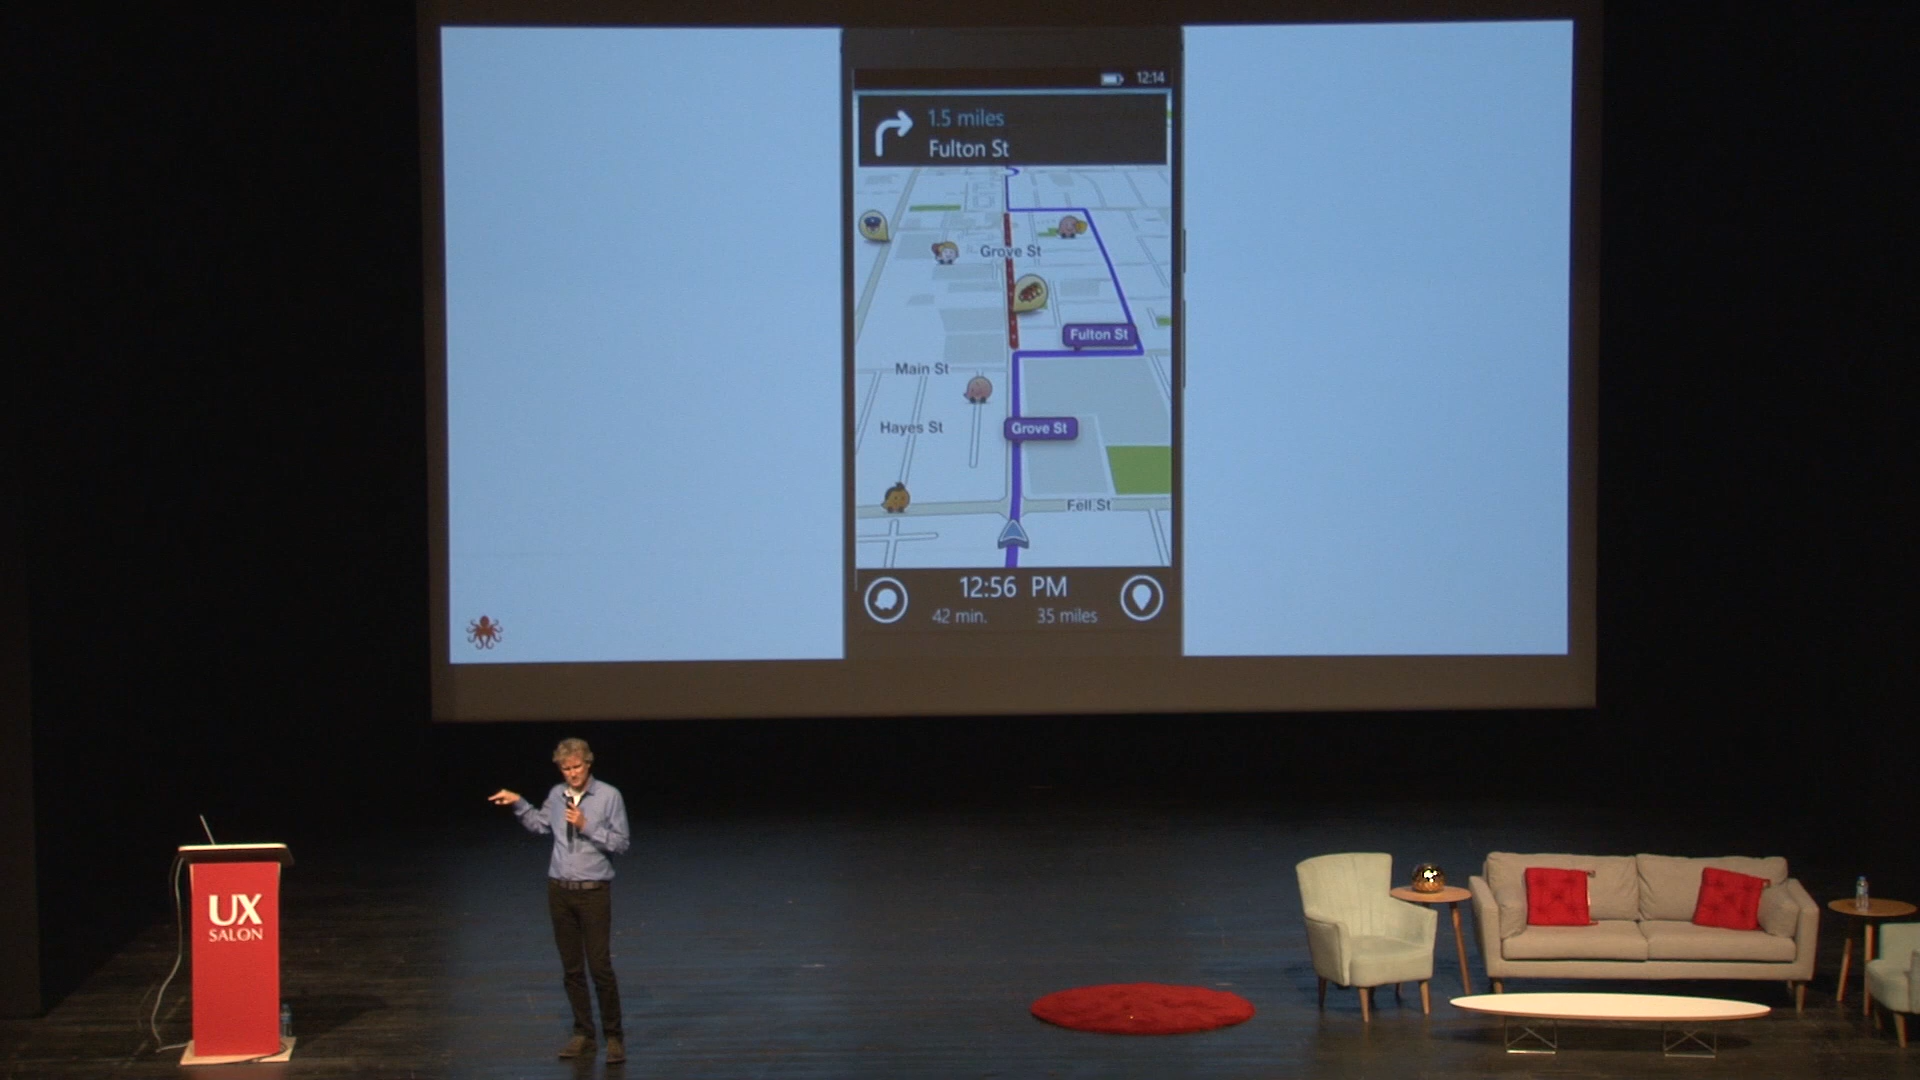 12:14
1.5 miles
Fulton St
Grove St
Fulton St
Main St
Hayes St
Grove St
Fell St
12:56 PM
42 min. 35 miles
UX
SALON